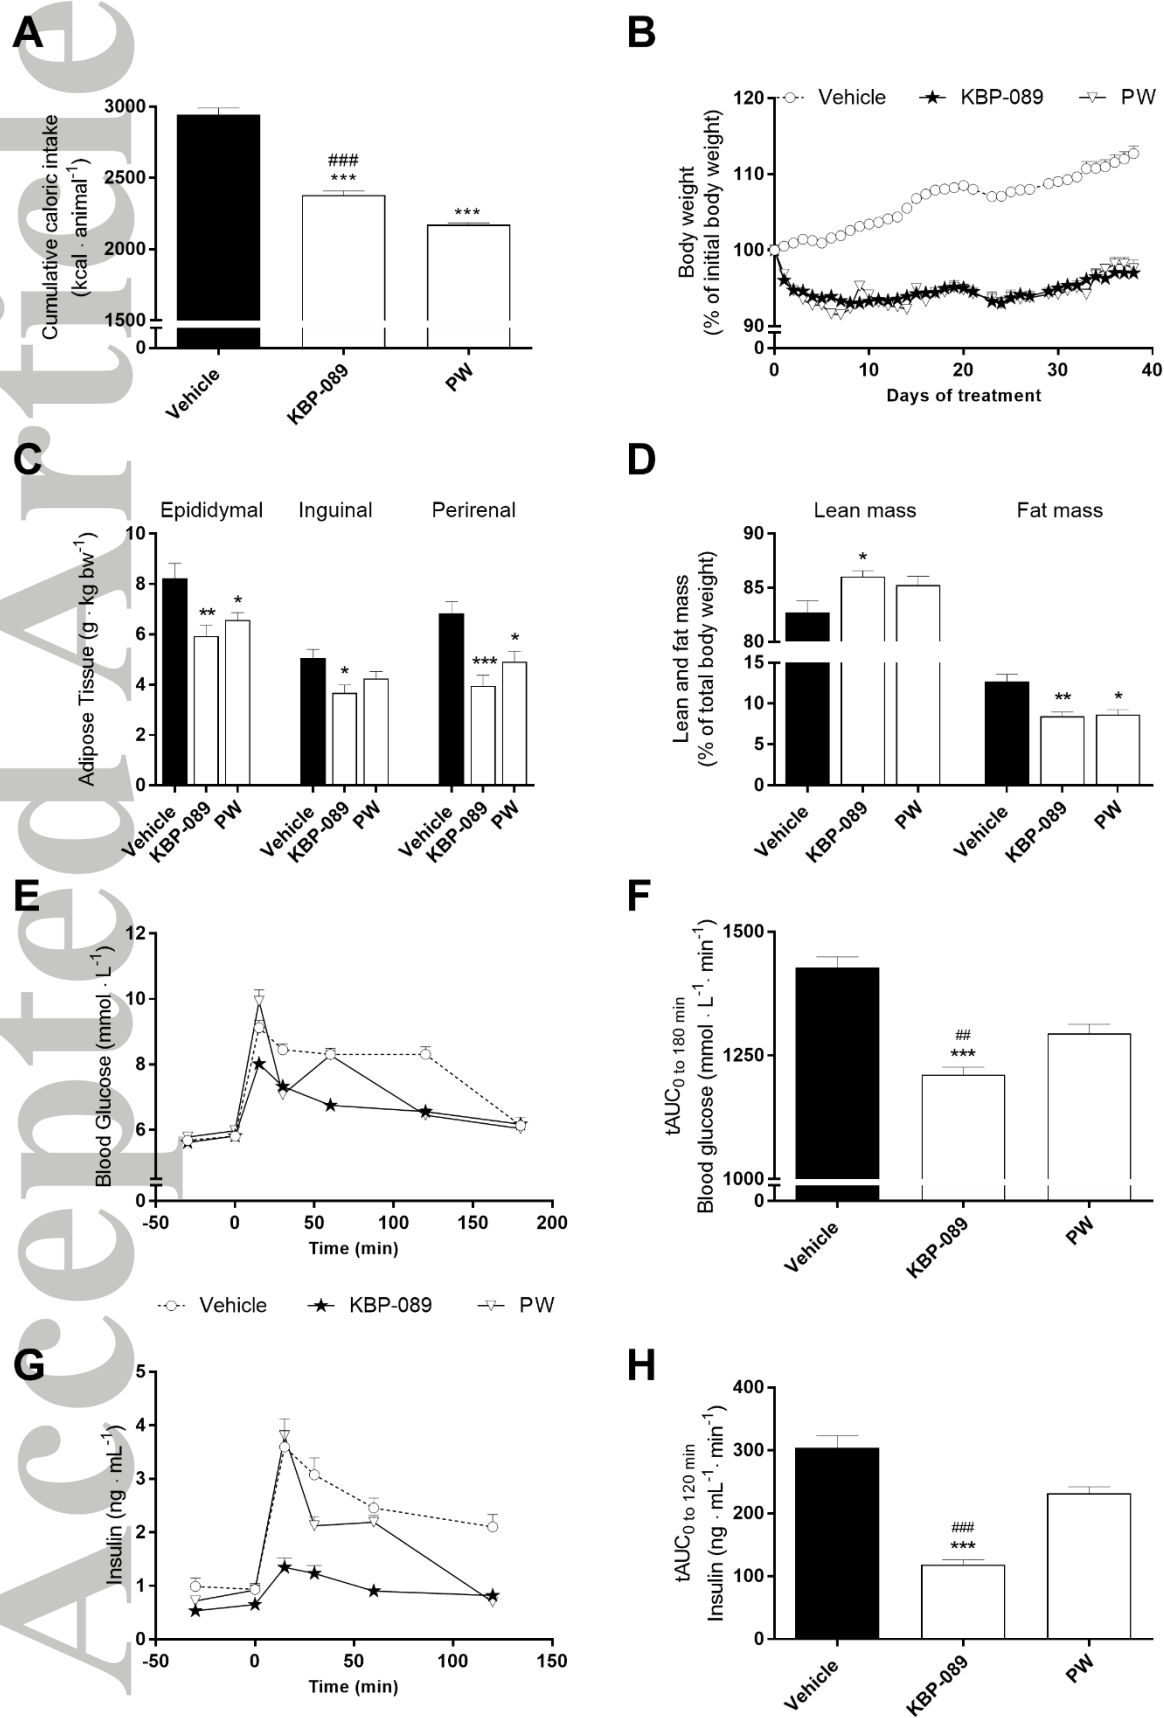 Accepted Article
A
Cumulative caloric intake
(kcal · animal⁻¹)
3000
2500
2000
1500
0
###
***
***
Vehicle
KBP-089
PW
B
Vehicle
KBP-089
PW
Body weight
(% of initial body weight)
120
110
100
90
0
0
10
20
30
40
Days of treatment
C
Epididymal
Inguinal
Perirenal
Adipose Tissue (g · kg bw⁻¹)
10
8
6
4
2
0
**
*
*
***
*
Vehicle
KBP-089
PW
Vehicle
KBP-089
PW
Vehicle
KBP-089
PW
D
Lean mass
Fat mass
Lean and fat mass
(% of total body weight)
90
85
80
15
10
5
0
*
**
*
Vehicle
KBP-089
PW
Vehicle
KBP-089
PW
E
Blood Glucose (mmol · L⁻¹)
12
10
8
6
0
-50
0
50
100
150
200
Time (min)
F
tAUC0 to 180 min
Blood glucose (mmol · L⁻¹· min⁻¹)
1500
1250
1000
0
##
***
Vehicle
KBP-089
PW
Vehicle
KBP-089
PW
G
Insulin (ng · mL⁻¹)
5
4
3
2
1
0
-50
0
50
100
150
Time (min)
H
tAUC0 to 120 min
Insulin (ng · mL⁻¹· min⁻¹)
400
300
200
100
0
###
***
Vehicle
KBP-089
PW